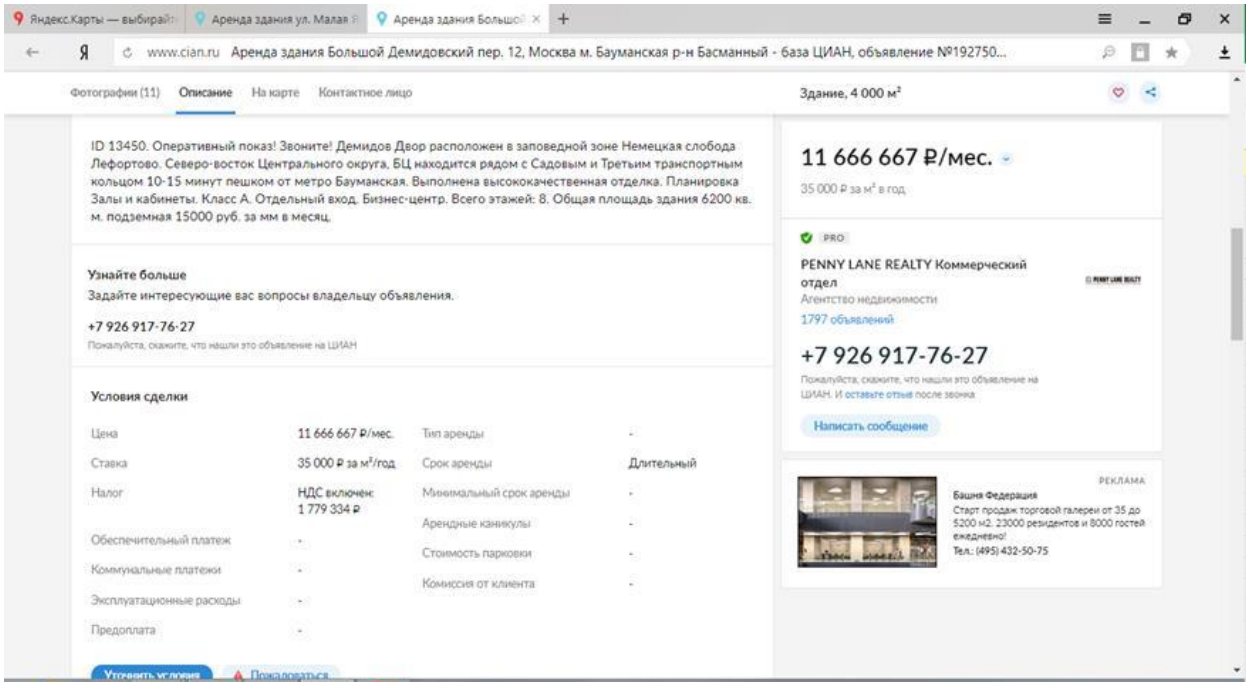 Яндекс.Карты — выбирайт
Аренда здания ул. Малая
Аренда здания Большой
www.cian.ru Аренда здания Большой Демидовский пер. 12, Москва м. Бауманская р-н Басманный - база ЦИАН, объявление №192750...
Фотографии (11) Описание На карте Контактное лицо
Здание, 4 000 м²
ID 13450. Оперативный показ! Звоните! Демидов Двор расположен в заповедной зоне Немецкая слобода
Лефортово. Северо-восток Центрального округа, БЦ находится рядом с Садовым и Третьим транспортным
кольцом 10-15 минут пешком от метро Бауманская. Выполнена высококачественная отделка. Планировка
Залы и кабинеты. Класс А. Отдельный вход. Бизнес-центр. Всего этажей: 8. Общая площадь здания 6200 кв.
м. подземная 15000 руб. за мм в месяц.
Узнайте больше
Задайте интересующие вас вопросы владельцу объявления.
+7 926 917-76-27
Пожалуйста, скажите, что нашли это объявление на ЦИАН
Условия сделки
Цена 11 666 667 ₽/мес. Тип аренды -
Ставка 35 000 ₽ за м²/год Срок аренды Длительный
Налог НДС включен: Минимальный срок аренды -
1 779 334 ₽
Арендные каникулы -
Обеспечительный платеж -
Стоимость парковки -
Коммунальные платежи -
Комиссия от клиента -
Эксплуатационные расходы -
Предоплата -
Уточнить условия Пожаловаться
11 666 667 ₽/мес.
35 000 ₽ за м² в год
PRO
PENNY LANE REALTY Коммерческий
отдел
PENNY LANE REALTY
Агентство недвижимости
1797 объявлений
+7 926 917-76-27
Пожалуйста, скажите, что нашли это объявление на
ЦИАН. И оставьте отзыв после звонка
Написать сообщение
РЕКЛАМА
Башня Федерация
Старт продаж торговой галереи от 35 до
5200 м2. 23000 резидентов и 8000 гостей
ежедневно!
Тел.: (495) 432-50-75